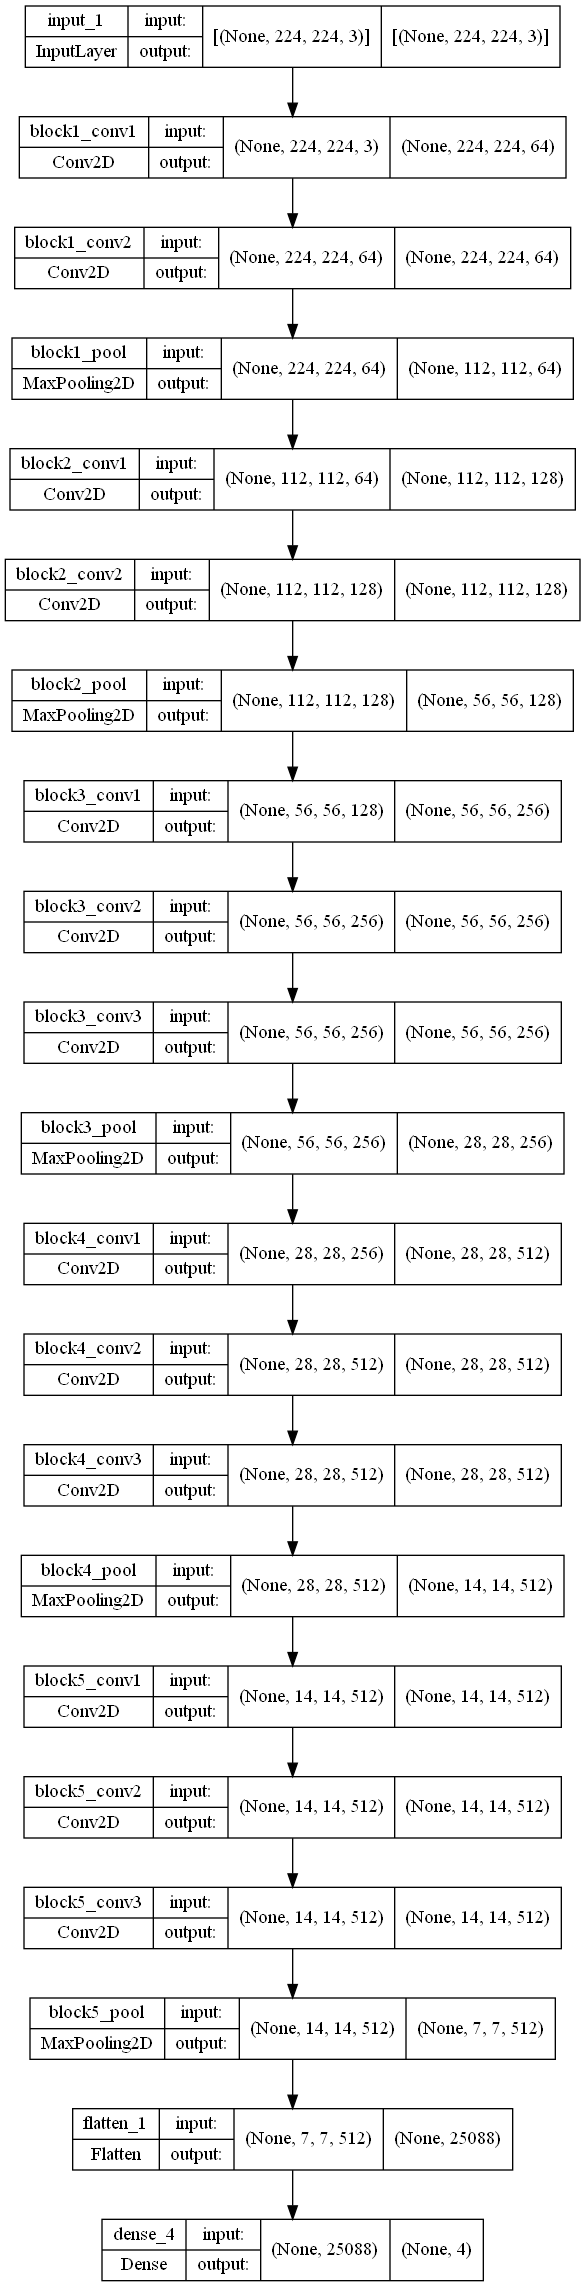 input_1 input: [(None, 224, 224, 3)] [(None, 224, 224, 3)]
InputLayer output:
block1_conv1 input: (None, 224, 224, 3) (None, 224, 224, 64)
Conv2D output:
block1_conv2 input: (None, 224, 224, 64) (None, 224, 224, 64)
Conv2D output:
block1_pool input: (None, 224, 224, 64) (None, 112, 112, 64)
MaxPooling2D output:
block2_conv1 input: (None, 112, 112, 64) (None, 112, 112, 128)
Conv2D output:
block2_conv2 input: (None, 112, 112, 128) (None, 112, 112, 128)
Conv2D output:
block2_pool input: (None, 112, 112, 128) (None, 56, 56, 128)
MaxPooling2D output:
block3_conv1 input: (None, 56, 56, 128) (None, 56, 56, 256)
Conv2D output:
block3_conv2 input: (None, 56, 56, 256) (None, 56, 56, 256)
Conv2D output:
block3_conv3 input: (None, 56, 56, 256) (None, 56, 56, 256)
Conv2D output:
block3_pool input: (None, 56, 56, 256) (None, 28, 28, 256)
MaxPooling2D output:
block4_conv1 input: (None, 28, 28, 256) (None, 28, 28, 512)
Conv2D output:
block4_conv2 input: (None, 28, 28, 512) (None, 28, 28, 512)
Conv2D output:
block4_conv3 input: (None, 28, 28, 512) (None, 28, 28, 512)
Conv2D output:
block4_pool input: (None, 28, 28, 512) (None, 14, 14, 512)
MaxPooling2D output:
block5_conv1 input: (None, 14, 14, 512) (None, 14, 14, 512)
Conv2D output:
block5_conv2 input: (None, 14, 14, 512) (None, 14, 14, 512)
Conv2D output:
block5_conv3 input: (None, 14, 14, 512) (None, 14, 14, 512)
Conv2D output:
block5_pool input: (None, 14, 14, 512) (None, 7, 7, 512)
MaxPooling2D output:
flatten_1 input: (None, 7, 7, 512) (None, 25088)
Flatten output:
dense_4 input: (None, 25088) (None, 4)
Dense output: